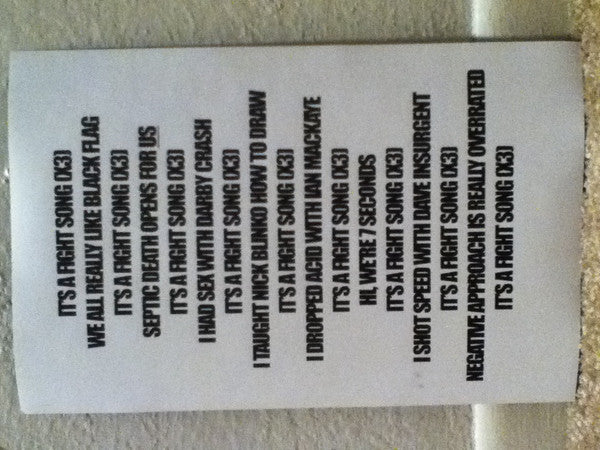 IT'S A FIGHT SONG (X3)
WE ALL REALLY LIKE BLACK FLAG
IT'S A FIGHT SONG (X3)
SEPTIC DEATH OPENS FOR US
IT'S A FIGHT SONG (X3)
I HAD SEX WITH DARBY CRASH
IT'S A FIGHT SONG (X3)
I TAUGHT NICK BLINKO HOW TO DRAW
IT'S A FIGHT SONG (X3)
I DROPPED ACID WITH IAN MACKAYE
IT'S A FIGHT SONG (X3)
HI, WE'RE 7 SECONDS
IT'S A FIGHT SONG (X3)
I SHOT SPEED WITH DAVE INSURGENT
IT'S A FIGHT SONG (X3)
NEGATIVE APPROACH IS REALLY OVERRATED
IT'S A FIGHT SONG (X3)